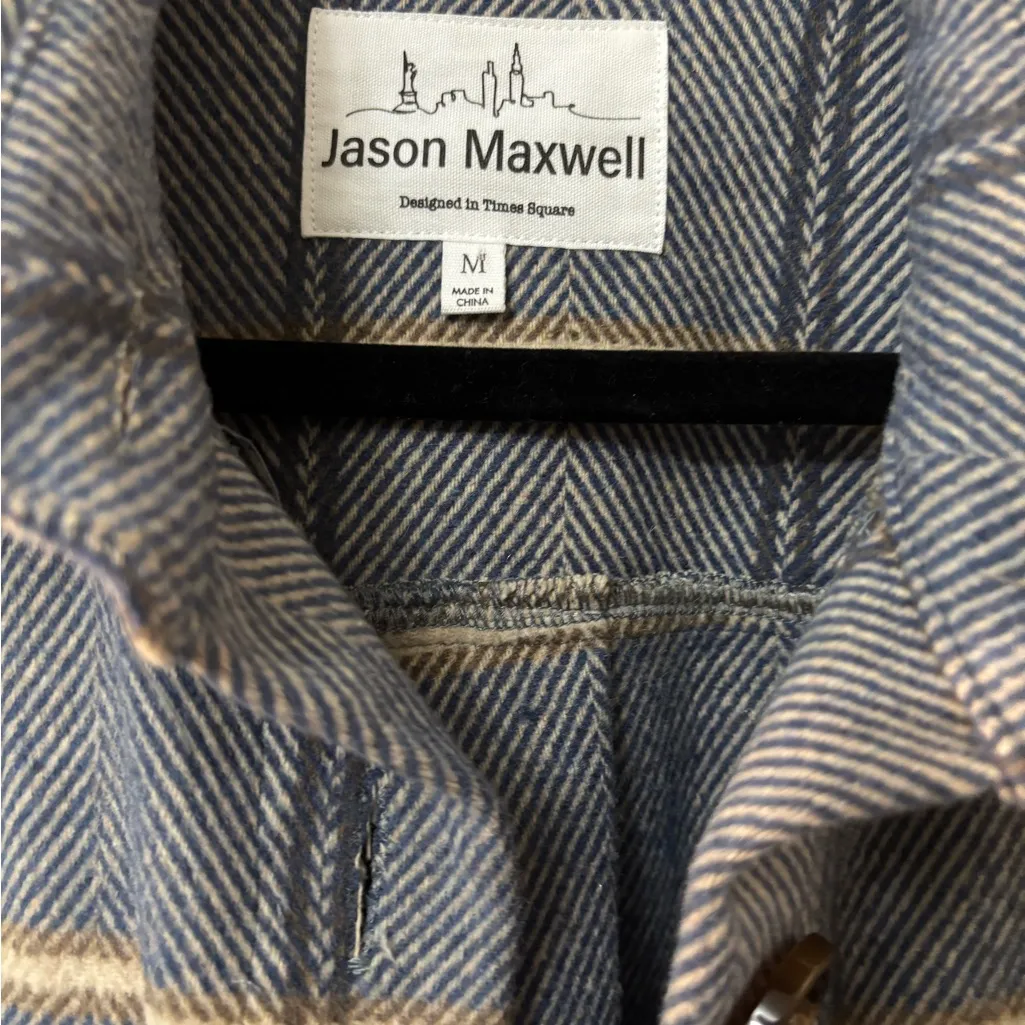 Jason Maxwell
Designed in Times Square
M
MADE IN
CHINA